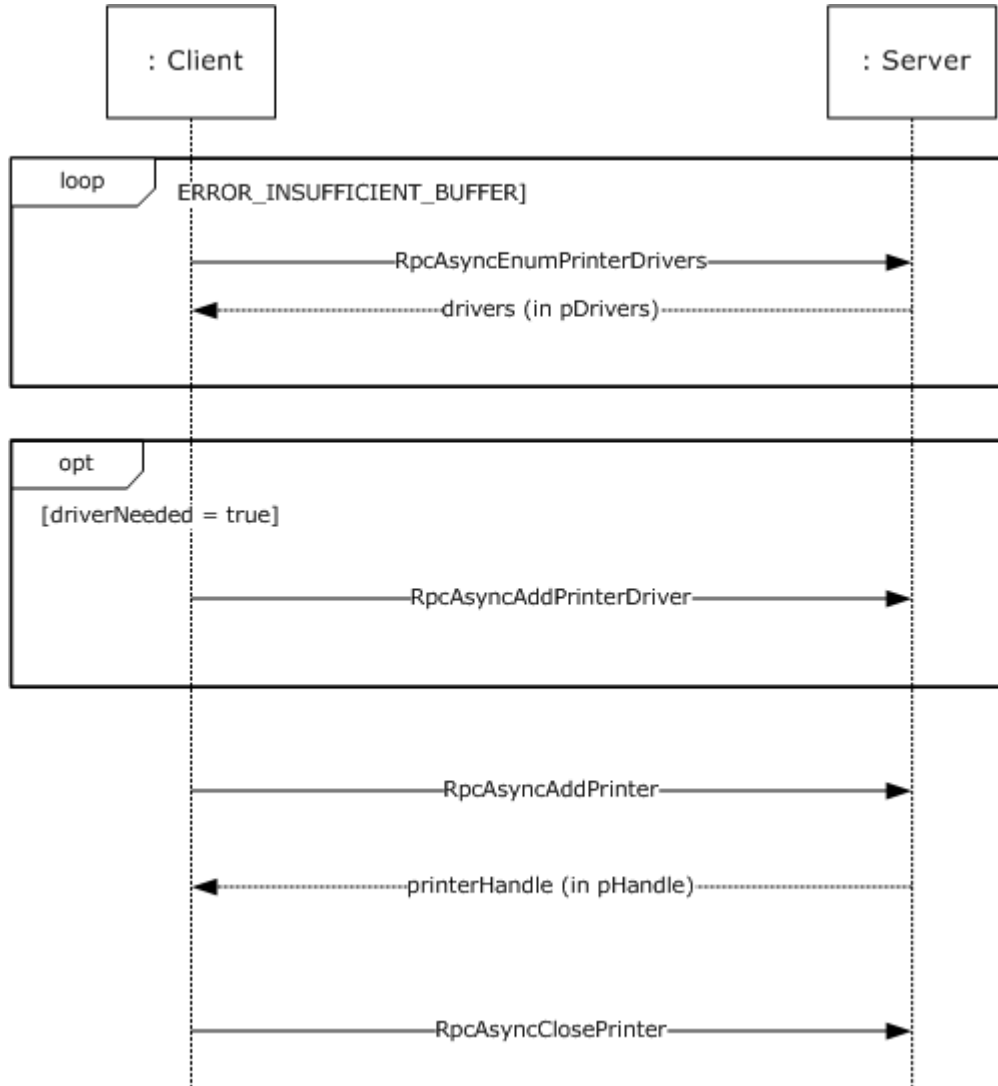 : Client
: Server
loop
ERROR_INSUFFICIENT_BUFFER]
RpcAsyncEnumPrinterDrivers
drivers (in pDrivers)
opt
[driverNeeded = true]
RpcAsyncAddPrinterDriver
RpcAsyncAddPrinter
printerHandle (in pHandle)
RpcAsyncClosePrinter